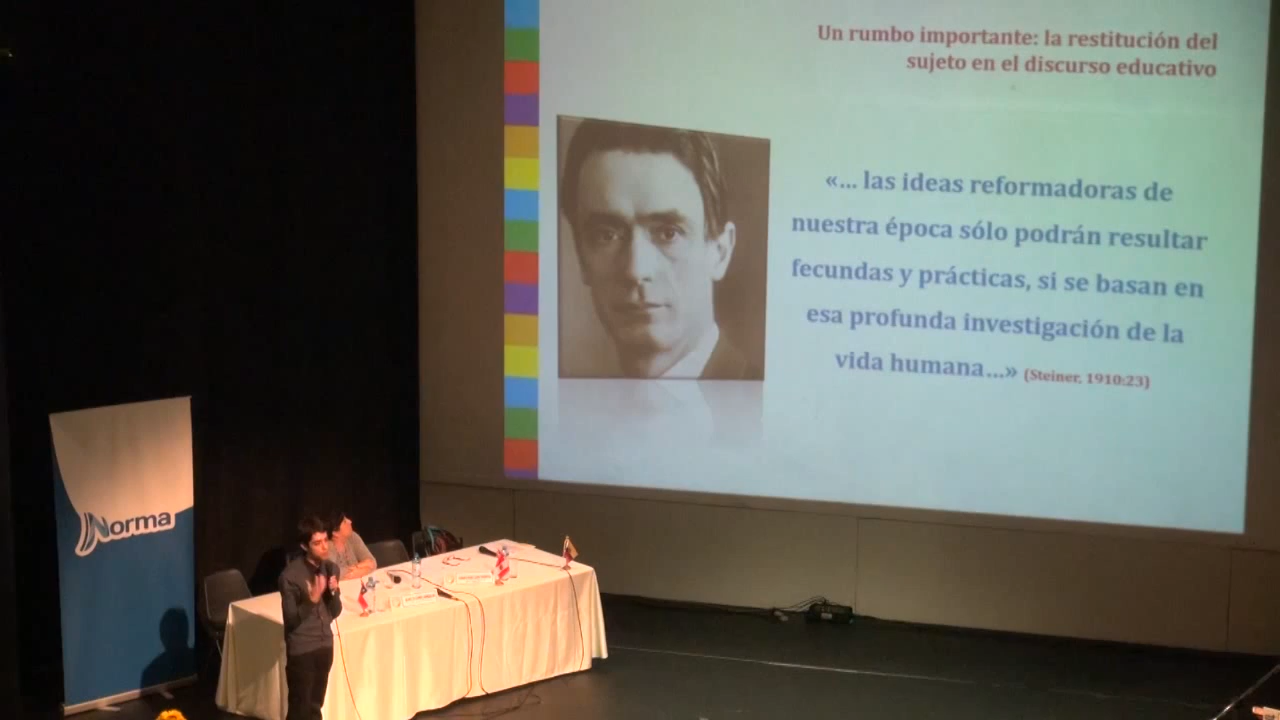 Un rumbo importante: la restitución del
sujeto en el discurso educativo
«... las ideas reformadoras de
nuestra época sólo podrán resultar
fecundas y prácticas, si se basan en
esa profunda investigación de la
vida humana...» (Steiner, 1910:23)
Norma